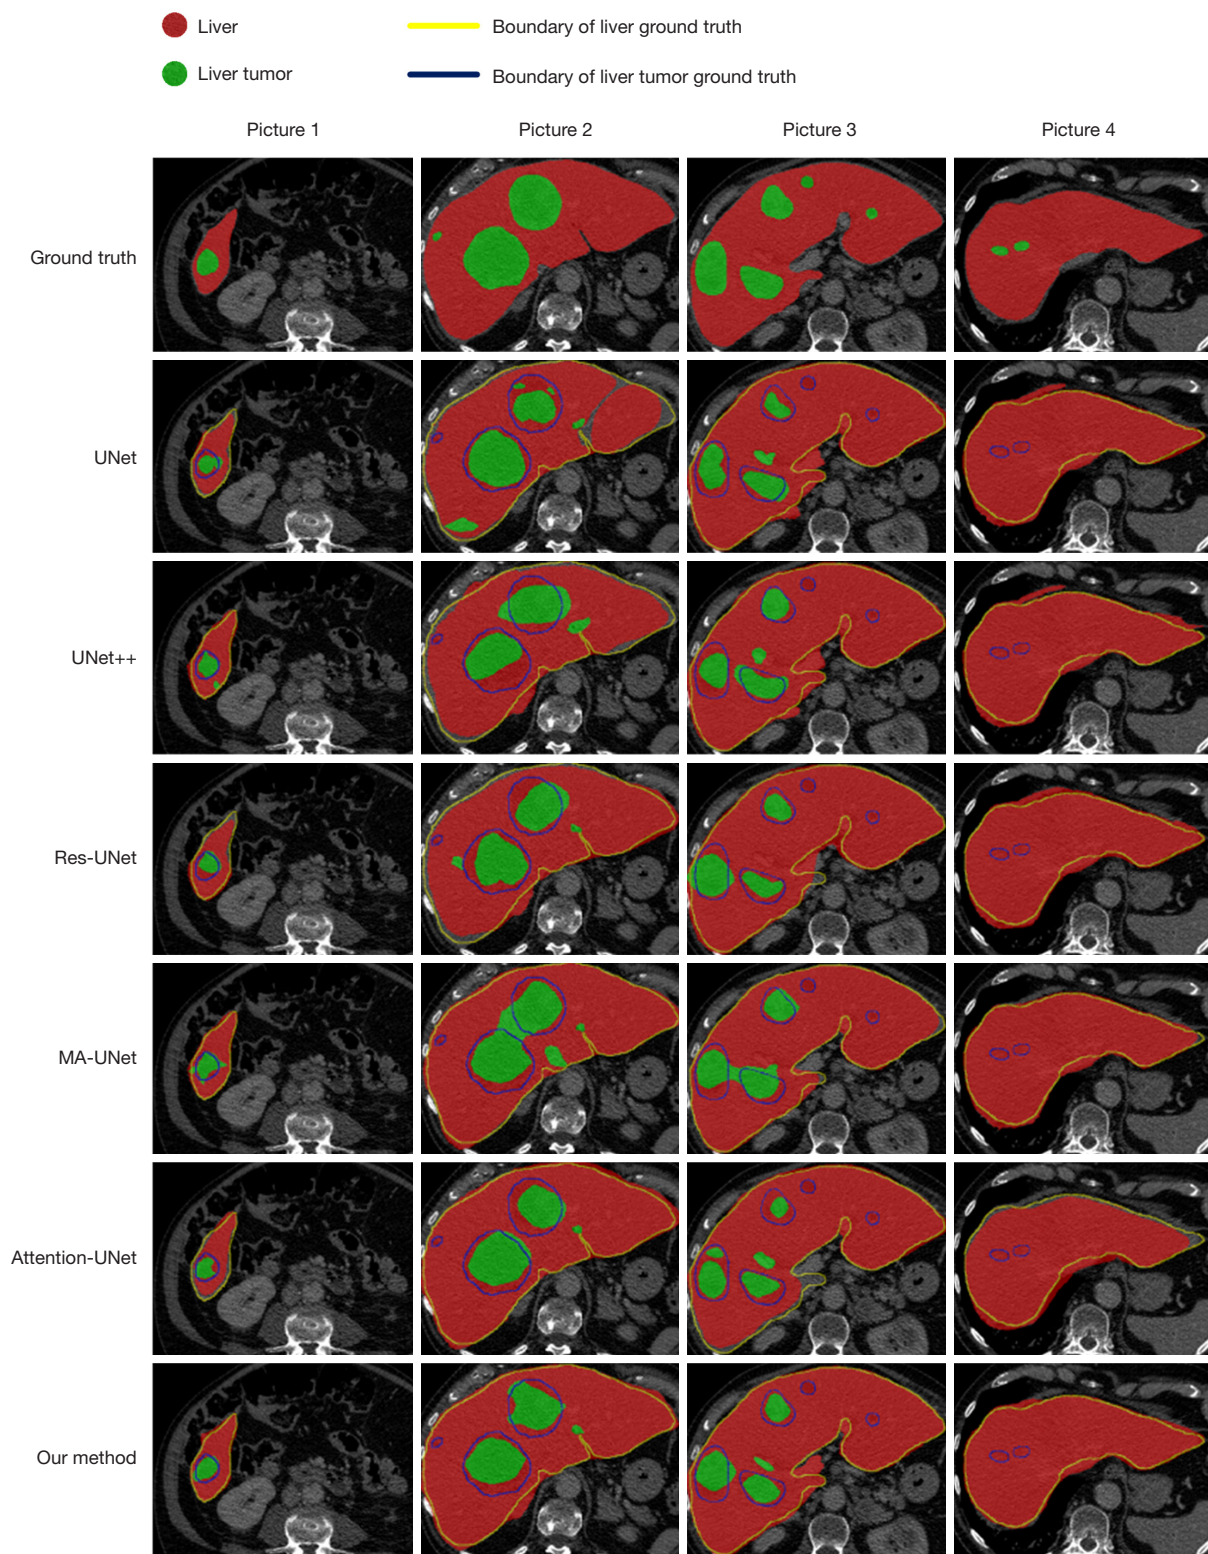 Liver
Boundary of liver ground truth
Liver tumor
Boundary of liver tumor ground truth
Picture 1
Picture 2
Picture 3
Picture 4
Ground truth
UNet
UNet++
Res-UNet
MA-UNet
Attention-UNet
Our method